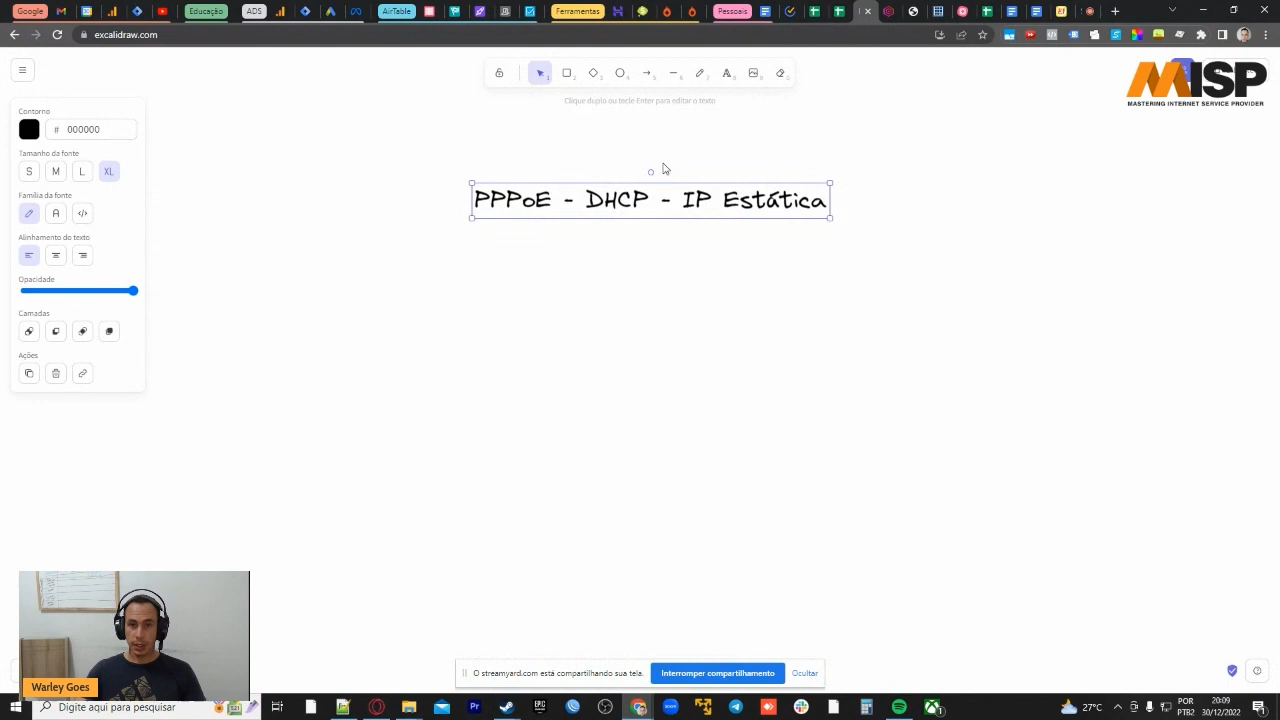 Google
Educação
ADS
AirTable
Ferramentas
Pessoais
excalidraw.com
Clique duplo ou tecle Enter para editar o texto
MISP
MASTERING INTERNET SERVICE PROVIDER
Contorno
# 000000
Tamanho da fonte
S M L XL
Família da fonte
A </>
Alinhamento do texto
Opacidade
Camadas
Ações
PPPoE - DHCP - IP Estática
O streamyard.com está compartilhando sua tela.
Interromper compartilhamento
Ocultar
Warley Goes
Digite aqui para pesquisar
27°C
POR
PTB2
20:09
30/12/2022